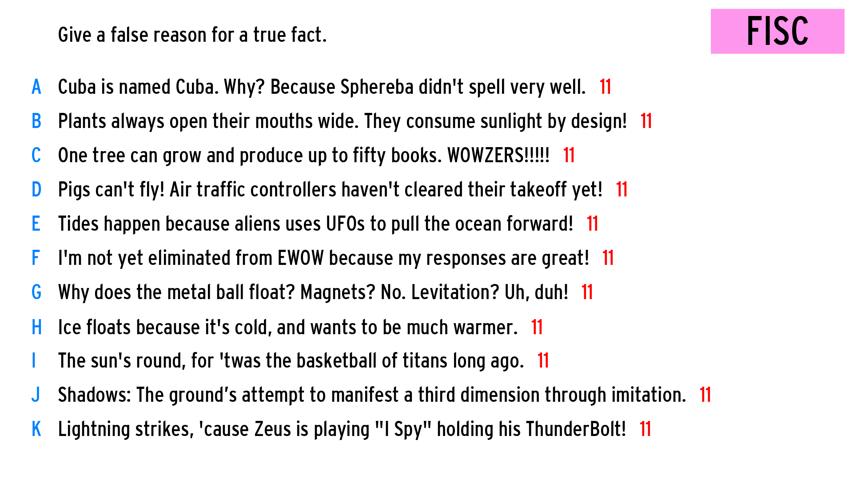 Give a false reason for a true fact.
FISC
A Cuba is named Cuba. Why? Because Sphereba didn't spell very well. 11
B Plants always open their mouths wide. They consume sunlight by design! 11
C One tree can grow and produce up to fifty books. WOWZERS!!!!! 11
D Pigs can't fly! Air traffic controllers haven't cleared their takeoff yet! 11
E Tides happen because aliens uses UFOs to pull the ocean forward! 11
F I'm not yet eliminated from EWOW because my responses are great! 11
G Why does the metal ball float? Magnets? No. Levitation? Uh, duh! 11
H Ice floats because it's cold, and wants to be much warmer. 11
I The sun's round, for 'twas the basketball of titans long ago. 11
J Shadows: The ground’s attempt to manifest a third dimension through imitation. 11
K Lightning strikes, 'cause Zeus is playing "I Spy" holding his ThunderBolt! 11